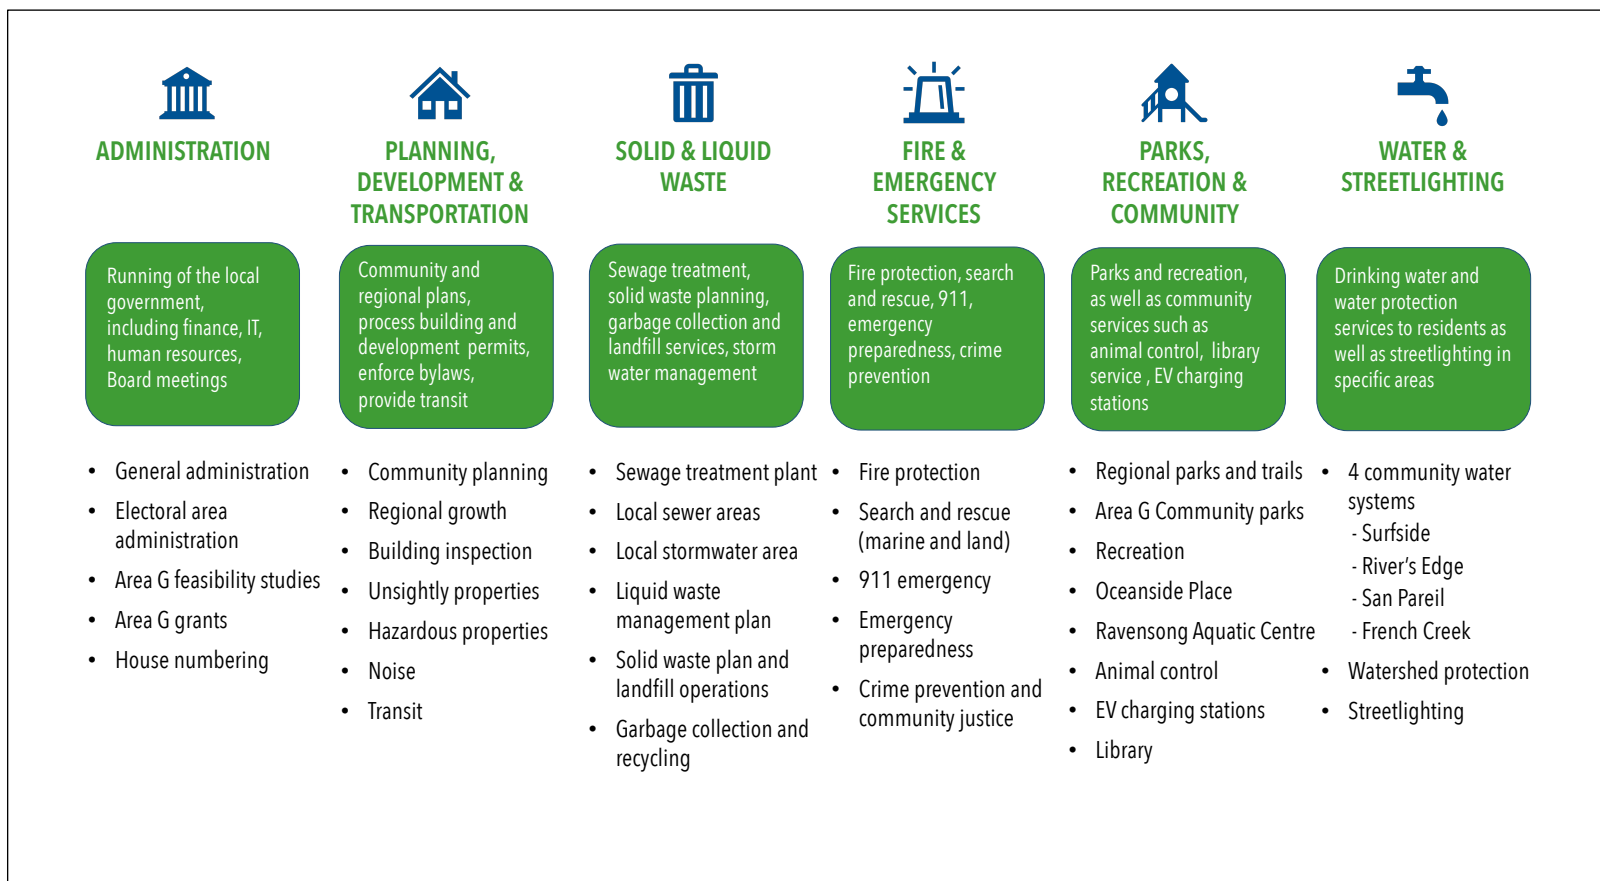 ADMINISTRATION
Running of the local
government,
including finance, IT,
human resources,
Board meetings
• General administration
• Electoral area
administration
• Area G feasibility studies
• Area G grants
• House numbering
PLANNING,
DEVELOPMENT &
TRANSPORTATION
Community and
regional plans,
process building and
development permits,
enforce bylaws,
provide transit
• Community planning
• Regional growth
• Building inspection
• Unsightly properties
• Hazardous properties
• Noise
• Transit
SOLID & LIQUID
WASTE
Sewage treatment,
solid waste planning,
garbage collection and
landfill services, storm
water management
• Sewage treatment plant
• Local sewer areas
• Local stormwater area
• Liquid waste
management plan
• Solid waste plan and
landfill operations
• Garbage collection and
recycling
FIRE &
EMERGENCY
SERVICES
Fire protection, search
and rescue, 911,
emergency
preparedness, crime
prevention
• Fire protection
• Search and rescue
(marine and land)
• 911 emergency
• Emergency
preparedness
• Crime prevention and
community justice
PARKS,
RECREATION &
COMMUNITY
Parks and recreation,
as well as community
services such as
animal control, library
service , EV charging
stations
• Regional parks and trails
• Area G Community parks
• Recreation
• Oceanside Place
• Ravensong Aquatic Centre
• Animal control
• EV charging stations
• Library
WATER &
STREETLIGHTING
Drinking water and
water protection
services to residents as
well as streetlighting in
specific areas
• 4 community water
systems
- Surfside
- River’s Edge
- San Pareil
- French Creek
• Watershed protection
• Streetlighting